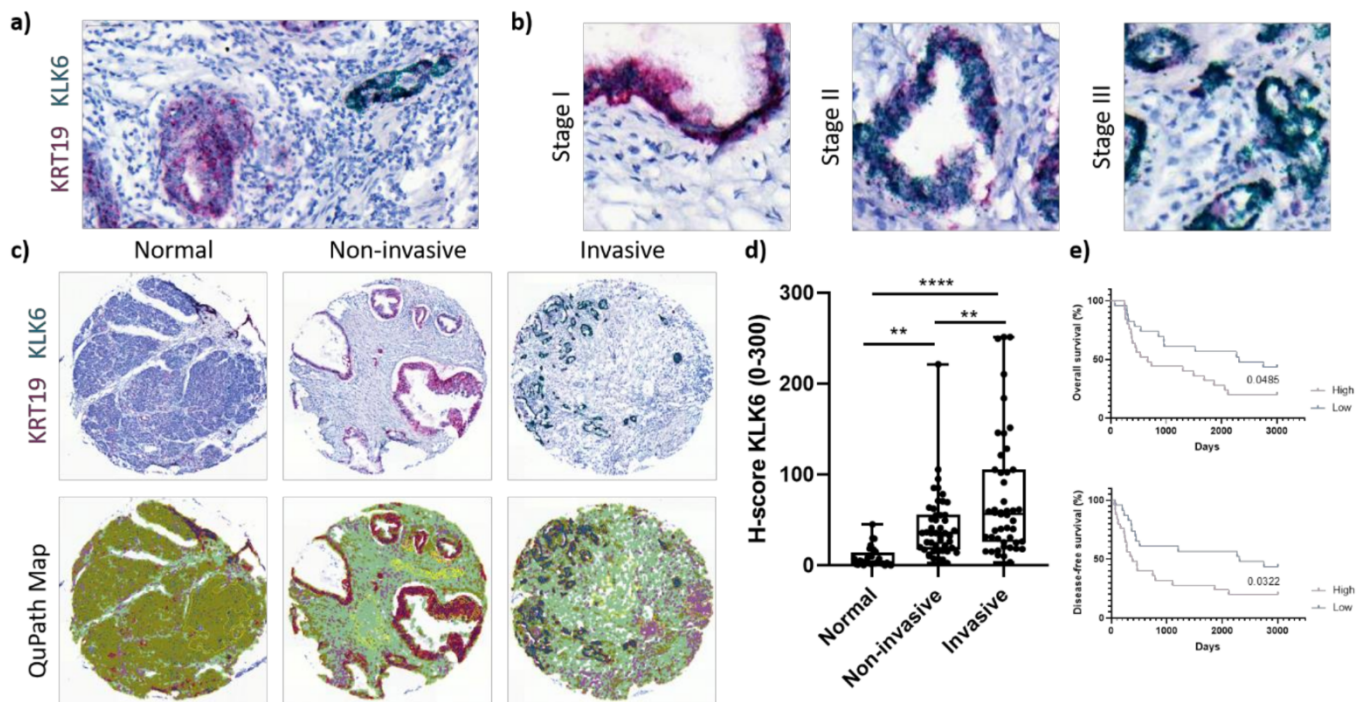 a)
KRT19 KLK6
b)
Stage I
Stage II
Stage III
c)
Normal
Non-invasive
Invasive
KRT19 KLK6
QuPath Map
d)
H-score KLK6 (0-300)
300
200
100
0
****
**
**
Normal
Non-invasive
Invasive
e)
Overall survival (%)
100
50
0
0
1000
2000
3000
Days
0.0485
High
Low
Disease-free survival (%)
100
50
0
0
1000
2000
3000
Days
0.0322
High
Low